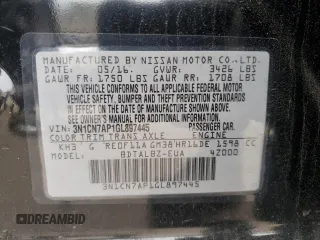 MANUFACTURED BY NISSAN MOTOR CO., LTD.
DATE: 05/16. GVWR: 3426 LBS
GAWR FR: 1750 LBS GAWR RR: 1708 LBS
THIS VEHICLE CONFORMS TO ALL
APPLICABLE FEDERAL MOTOR
VEHICLE SAFETY, BUMPER, AND THEFT
PREVENTION STANDARDS IN EFFECT
ON THE DATE OF MANUFACTURE
SHOWN ABOVE.
SEE OWNER'S MANUAL FOR ADDITIONAL INFORMATION
VIN: 3N1CN7AP1GL897445 PASSENGER CAR.
COLOR TRIM TRANS AXLE ENGINE
KH3 G RE0F11A GM38 HR16DE 1598 CC
MODEL: BDTALBZ-EUA 42000
3N1CN7AP1GL897445